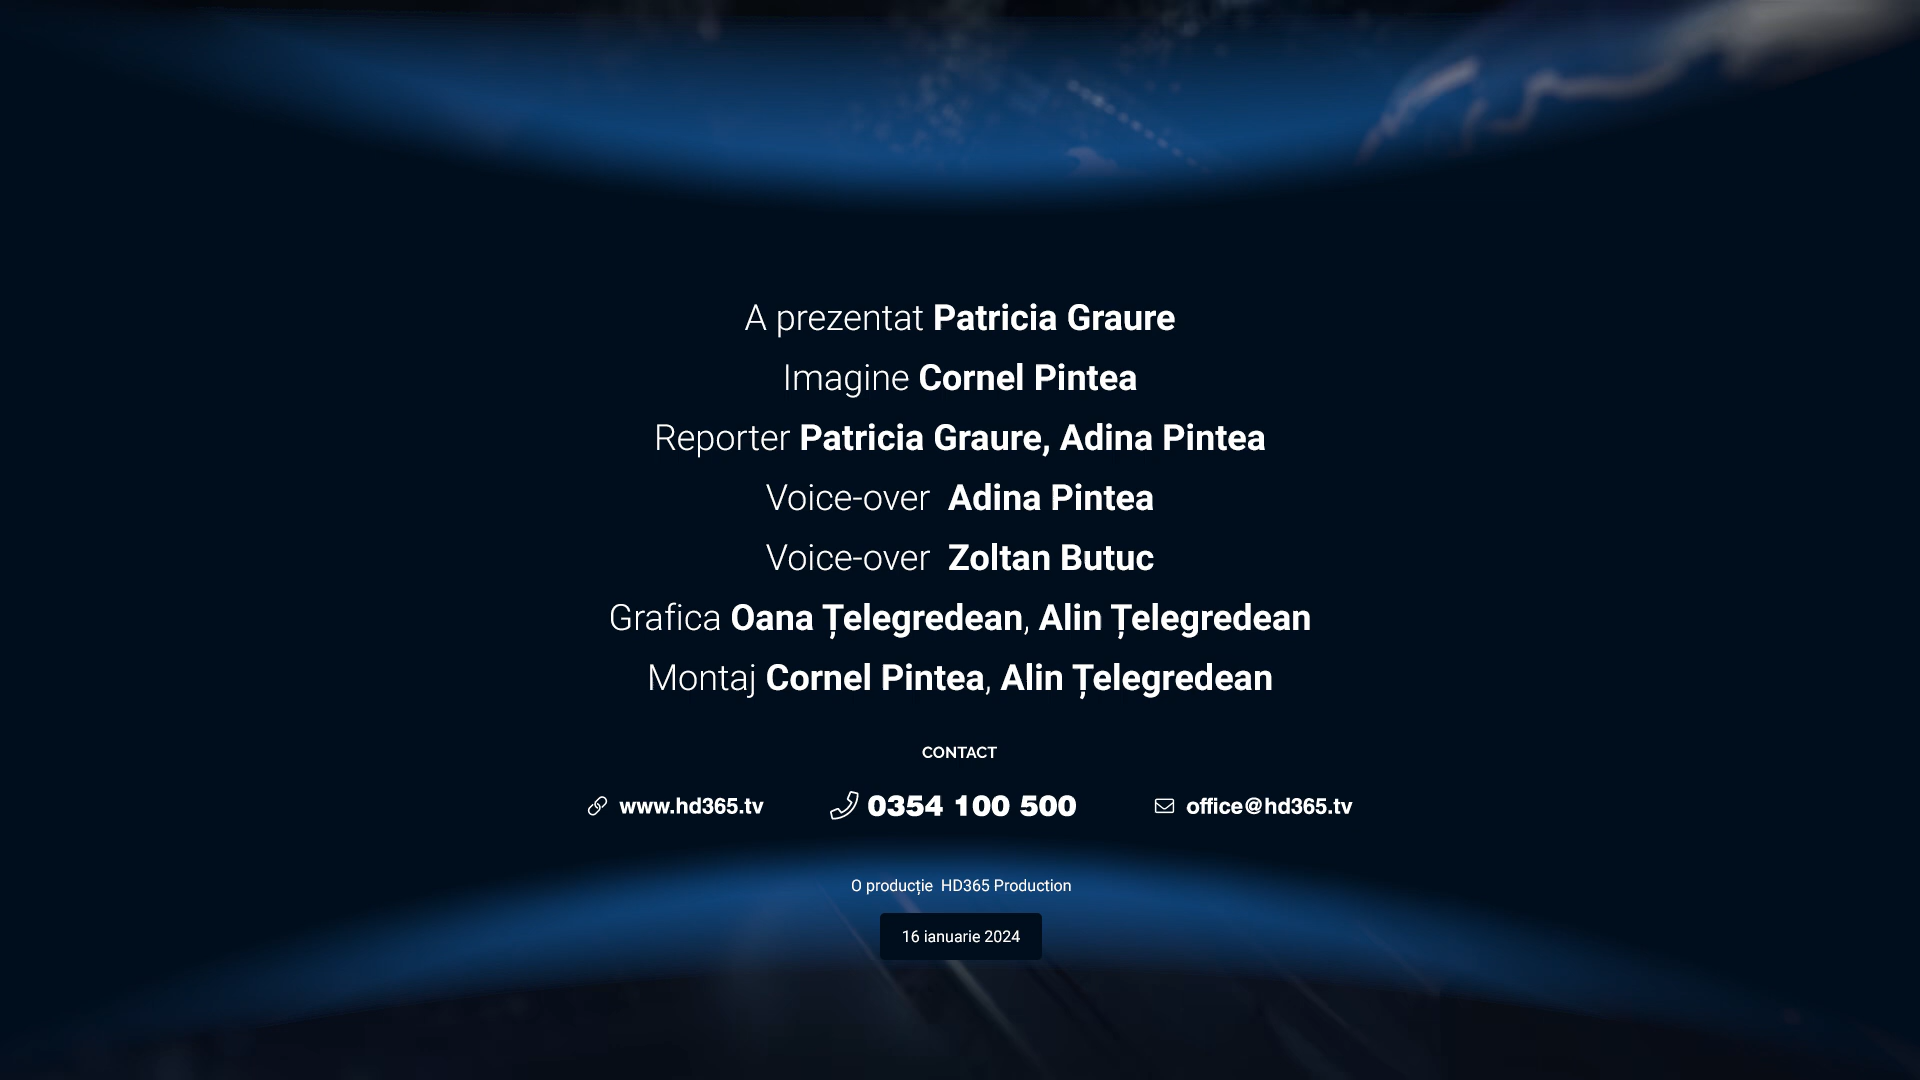 A prezentat Patricia Graure
Imagine Cornel Pintea
Reporter Patricia Graure, Adina Pintea
Voice-over Adina Pintea
Voice-over Zoltan Butuc
Grafica Oana Țelegredean, Alin Țelegredean
Montaj Cornel Pintea, Alin Țelegredean
CONTACT
www.hd365.tv 0354 100 500 office@hd365.tv
O producție HD365 Production
16 ianuarie 2024